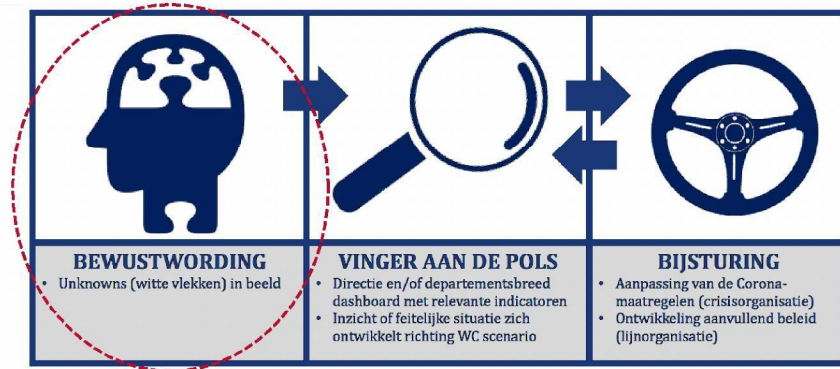 BEWUSTWORDING
• Unknowns (witte vlekken) in beeld
VINGER AAN DE POLS
• Directie en/of departementsbreed
dashboard met relevante indicatoren
• Inzicht of feitelijke situatie zich
ontwikkelt richting WC scenario
BIJSTURING
• Aanpassing van de Corona-
maatregelen (crisisorganisatie)
• Ontwikkeling aanvullend beleid
(lijnorganisatie)